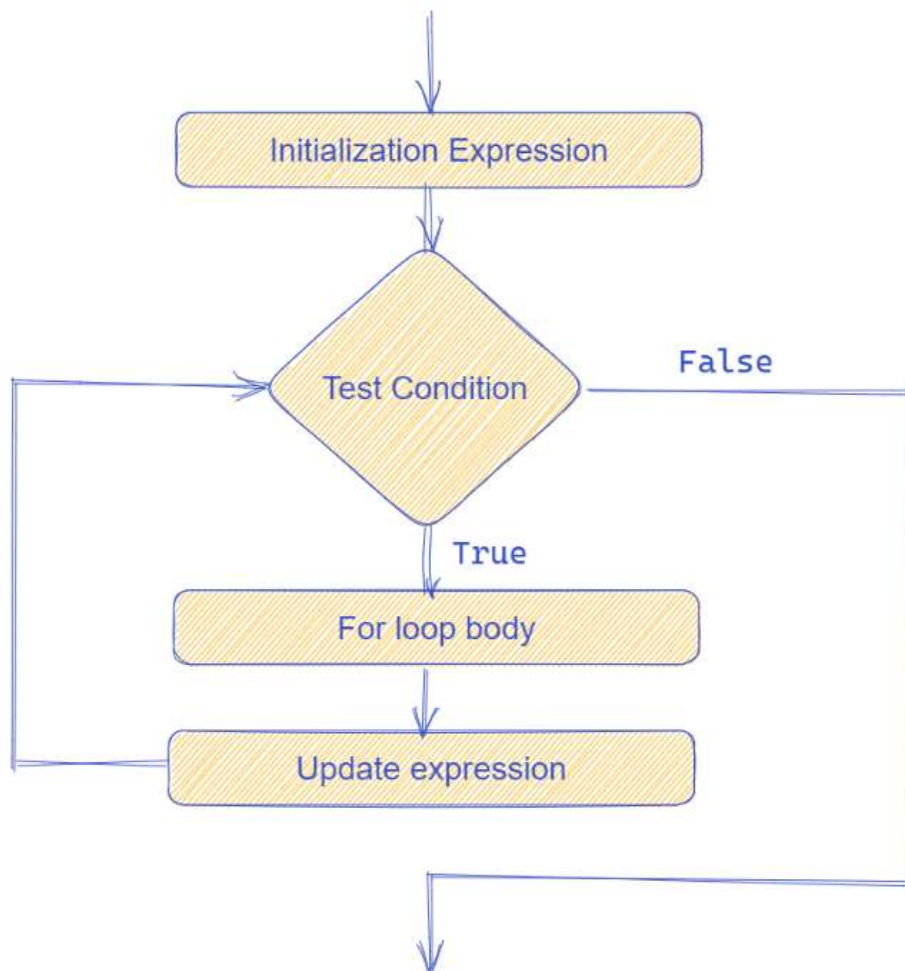 Initialization Expression
Test Condition
False
True
For loop body
Update expression